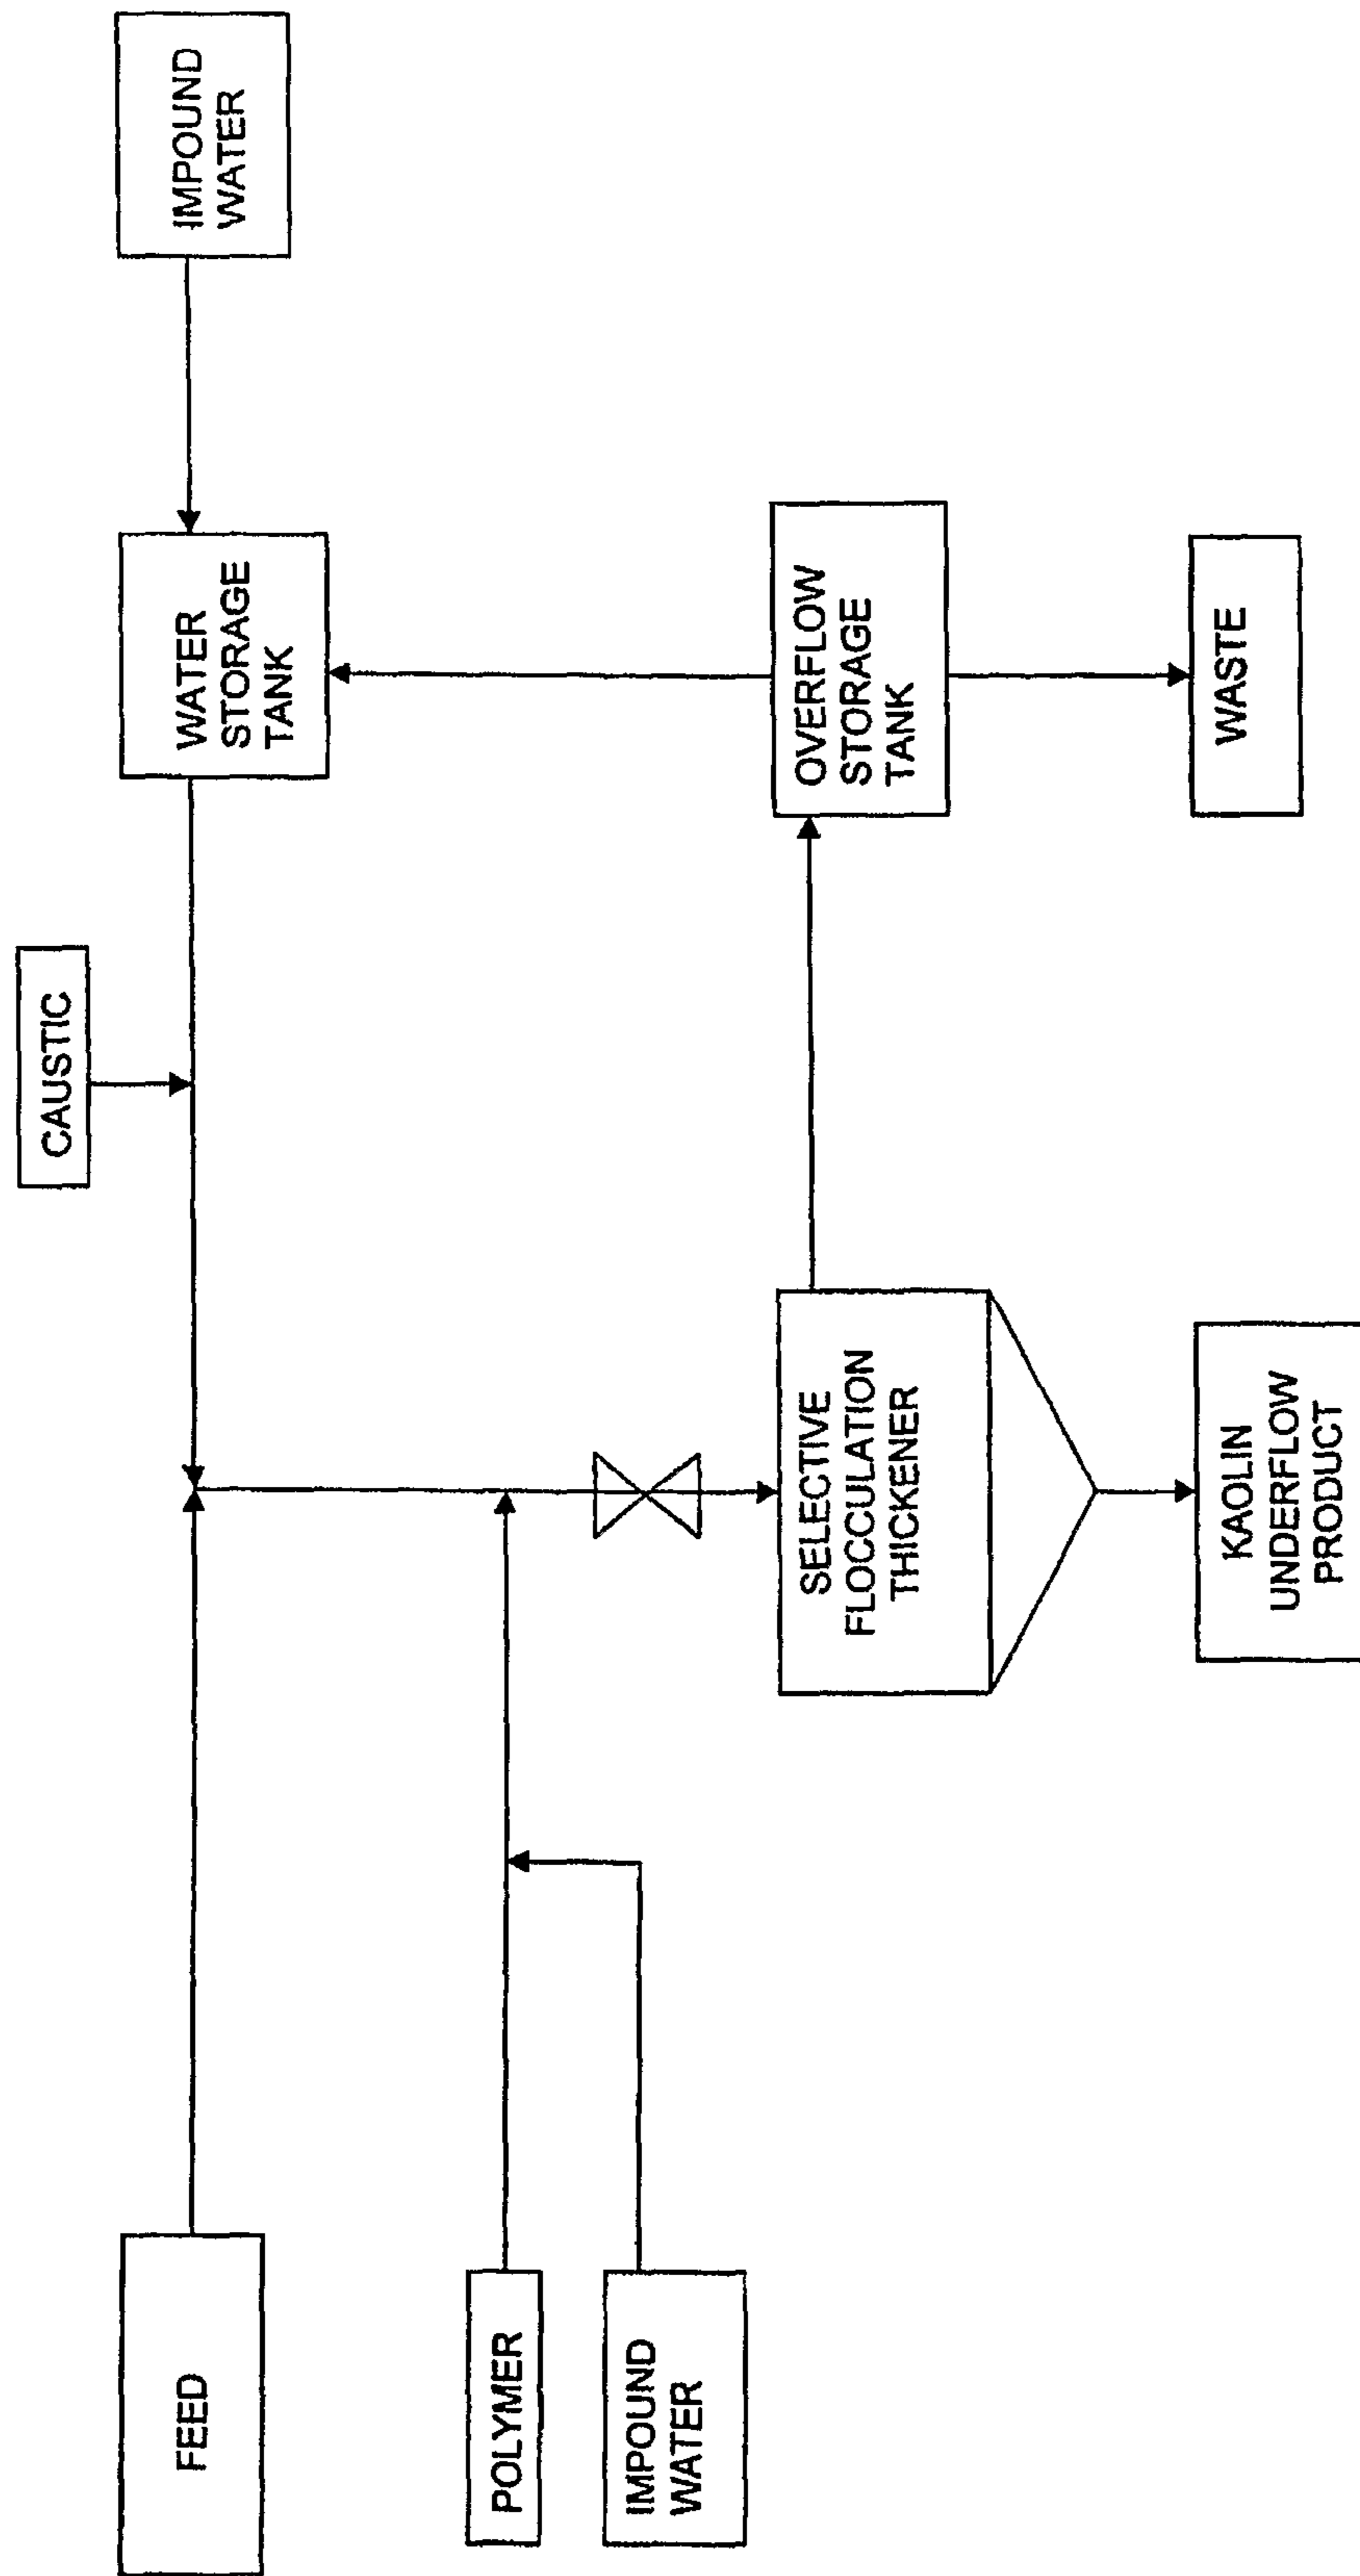 CAUSTIC
FEED
WATER
STORAGE
TANK
IMPOUND
WATER
POLYMER
IMPOUND
WATER
SELECTIVE
FLOCCULATION
THICKENER
OVERFLOW
STORAGE
TANK
KAOLIN
UNDERFLOW
PRODUCT
WASTE